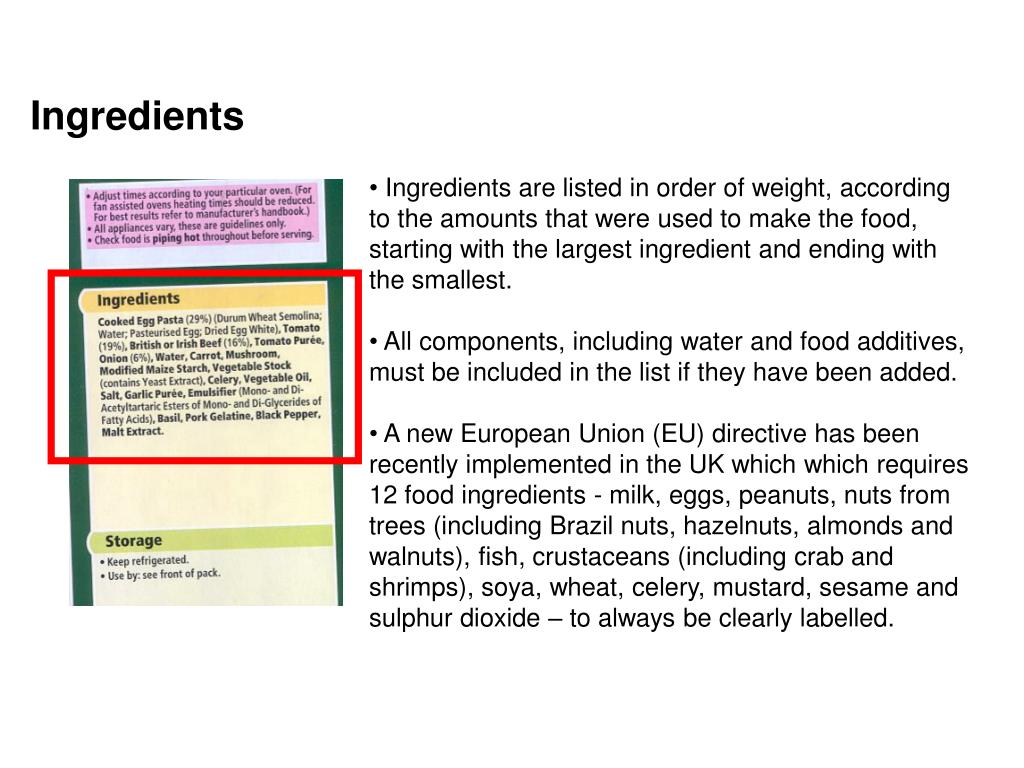 Ingredients
• Adjust times according to your particular oven. (For
fan assisted ovens heating times should be reduced.
For best results refer to manufacturer's handbook.)
• All appliances vary, these are guidelines only.
• Check food is piping hot throughout before serving.
Ingredients
Cooked Egg Pasta (29%) (Durum Wheat Semolina;
Water; Pasteurised Egg; Dried Egg White), Tomato
(19%), British or Irish Beef (16%), Tomato Purée,
Onion (6%), Water, Carrot, Mushroom,
Modified Maize Starch, Vegetable Stock
(contains Yeast Extract), Celery, Vegetable Oil,
Salt, Garlic Purée, Emulsifier (Mono- and Di-
Acetyltartaric Esters of Mono- and Di-Glycerides of
Fatty Acids), Basil, Pork Gelatine, Black Pepper,
Malt Extract.
Storage
• Keep refrigerated.
• Use by: see front of pack.
• Ingredients are listed in order of weight, according
to the amounts that were used to make the food,
starting with the largest ingredient and ending with
the smallest.
• All components, including water and food additives,
must be included in the list if they have been added.
• A new European Union (EU) directive has been
recently implemented in the UK which which requires
12 food ingredients - milk, eggs, peanuts, nuts from
trees (including Brazil nuts, hazelnuts, almonds and
walnuts), fish, crustaceans (including crab and
shrimps), soya, wheat, celery, mustard, sesame and
sulphur dioxide – to always be clearly labelled.